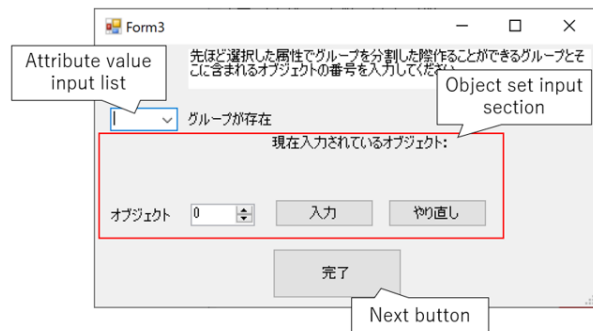 Form3
先ほど選択した属性でグループを分割した際作ることができるグループとそ
こに含まれるオブジェクトの番号を入力してください
Attribute value
input list
Object set input
section
グループが存在
現在入力されているオブジェクト:
オブジェクト 0 入力 やり直し
完了
Next button